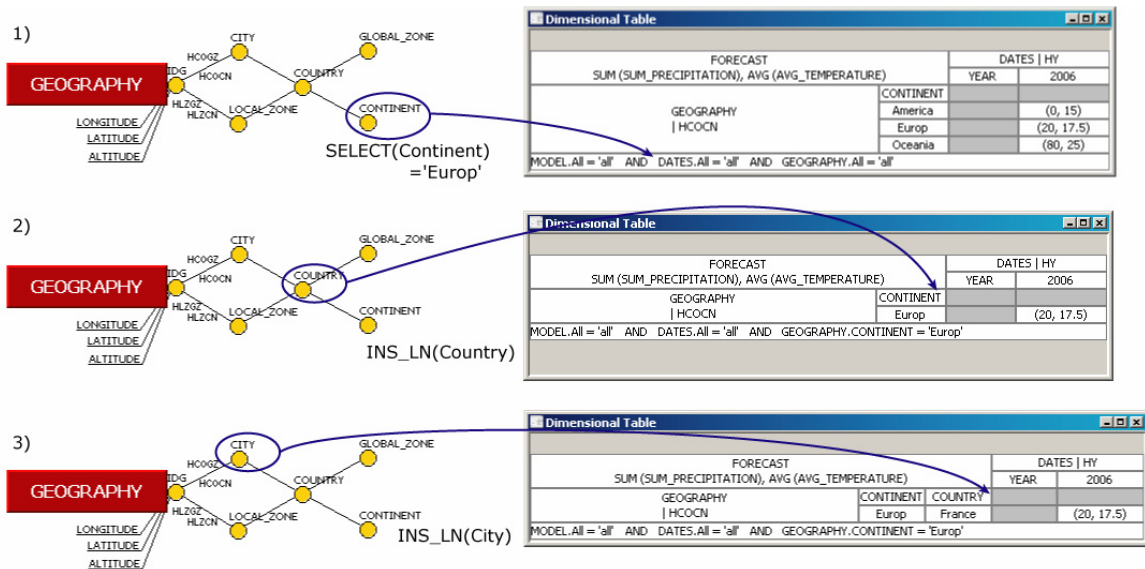 1)
CITY
GLOBAL_ZONE
HCOGZ
IDG
HCOCN
COUNTRY
GEOGRAPHY
HLZGZ
HLZCN
LOCAL_ZONE
CONTINENT
LONGITUDE
LATITUDE
ALTITUDE
SELECT(Continent)
='Europ'
Dimensional Table
FORECAST
SUM (SUM_PRECIPITATION), AVG (AVG_TEMPERATURE)
DATES | HY
YEAR 2006
GEOGRAPHY
| HCOCN
CONTINENT
America (0, 15)
Europ (20, 17.5)
Oceania (80, 25)
MODEL.All = 'all' AND DATES.All = 'all' AND GEOGRAPHY.All = 'all'
2)
CITY
GLOBAL_ZONE
HCOGZ
IDG
HCOCN
COUNTRY
GEOGRAPHY
HLZGZ
HLZCN
LOCAL_ZONE
CONTINENT
LONGITUDE
LATITUDE
ALTITUDE
INS_LN(Country)
Dimensional Table
FORECAST
SUM (SUM_PRECIPITATION), AVG (AVG_TEMPERATURE)
DATES | HY
YEAR 2006
GEOGRAPHY
| HCOCN
CONTINENT
Europ (20, 17.5)
MODEL.All = 'all' AND DATES.All = 'all' AND GEOGRAPHY.CONTINENT = 'Europ'
3)
CITY
GLOBAL_ZONE
HCOGZ
IDG
HCOCN
COUNTRY
GEOGRAPHY
HLZGZ
HLZCN
LOCAL_ZONE
CONTINENT
LONGITUDE
LATITUDE
ALTITUDE
INS_LN(City)
Dimensional Table
FORECAST
SUM (SUM_PRECIPITATION), AVG (AVG_TEMPERATURE)
DATES | HY
YEAR 2006
GEOGRAPHY
| HCOCN
CONTINENT COUNTRY
Europ France (20, 17.5)
MODEL.All = 'all' AND DATES.All = 'all' AND GEOGRAPHY.CONTINENT = 'Europ'